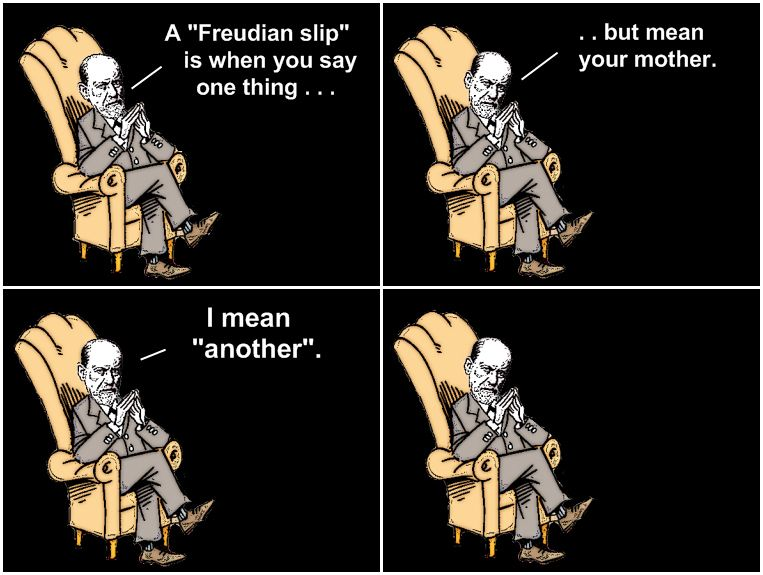 A "Freudian slip"
is when you say
one thing . . .
. . but mean
your mother.
I mean
"another".